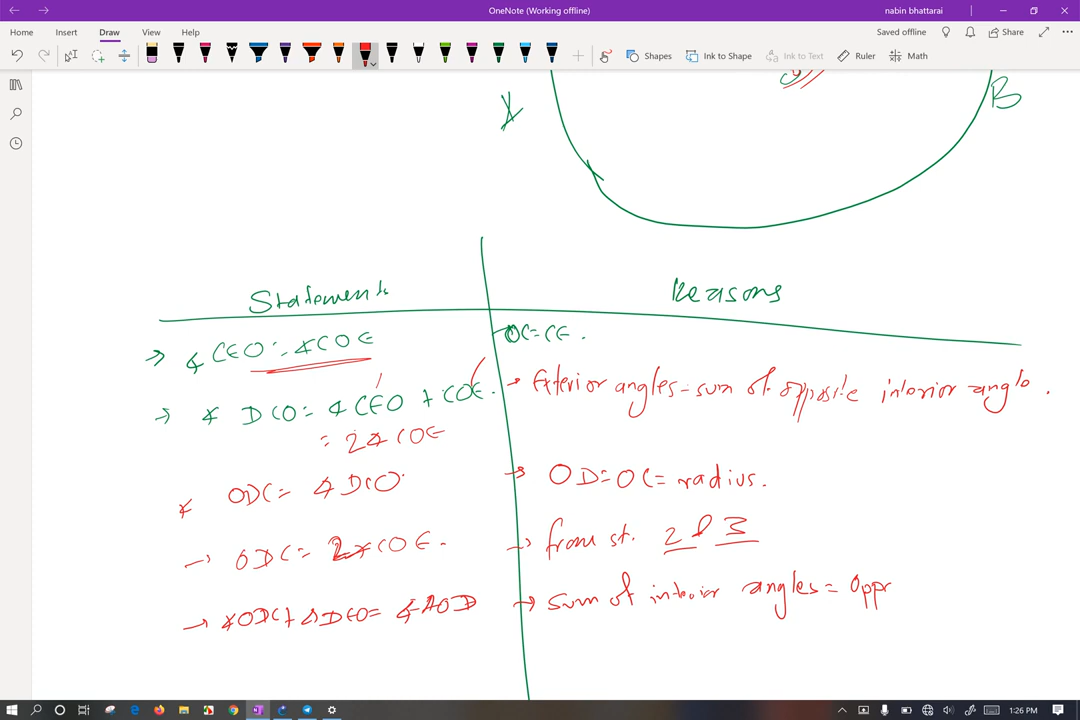 OneNote (Working offline)
nabin bhattarai
Home Insert Draw View Help
Saved offline
Share
Shapes
Ink to Shape
Ink to Text
Ruler
Math
B
Statements
Reasons
→ ∡ CEO = ∡COE
OC=CE.
→ ∡ DCO = ∡CEO + COE.
→ Exterior angles = sum of opposite interior angle.
= 2∡COE
∡ ODC = ∡DCO
→ OD=OC= radius.
→ ODC = 2∡COE.
→ from st. 2 & 3
→ ∡ODC + ∡DEO = ∡AOD
→ sum of interior angles = oppr
1:26 PM